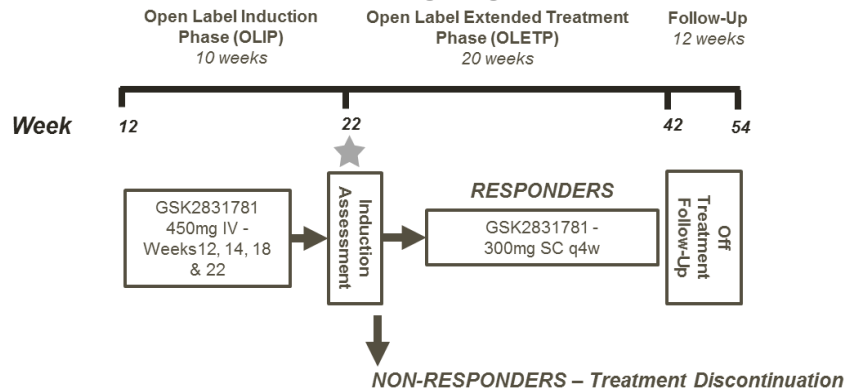 Open Label Induction
Phase (OLIP)
10 weeks
Open Label Extended Treatment
Phase (OLETP)
20 weeks
Follow-Up
12 weeks
Week
12
22
42
54
GSK2831781
450mg IV -
Weeks12, 14, 18
& 22
Induction
Assessment
RESPONDERS
GSK2831781 -
300mg SC q4w
Off
Treatment
Follow-Up
NON-RESPONDERS – Treatment Discontinuation